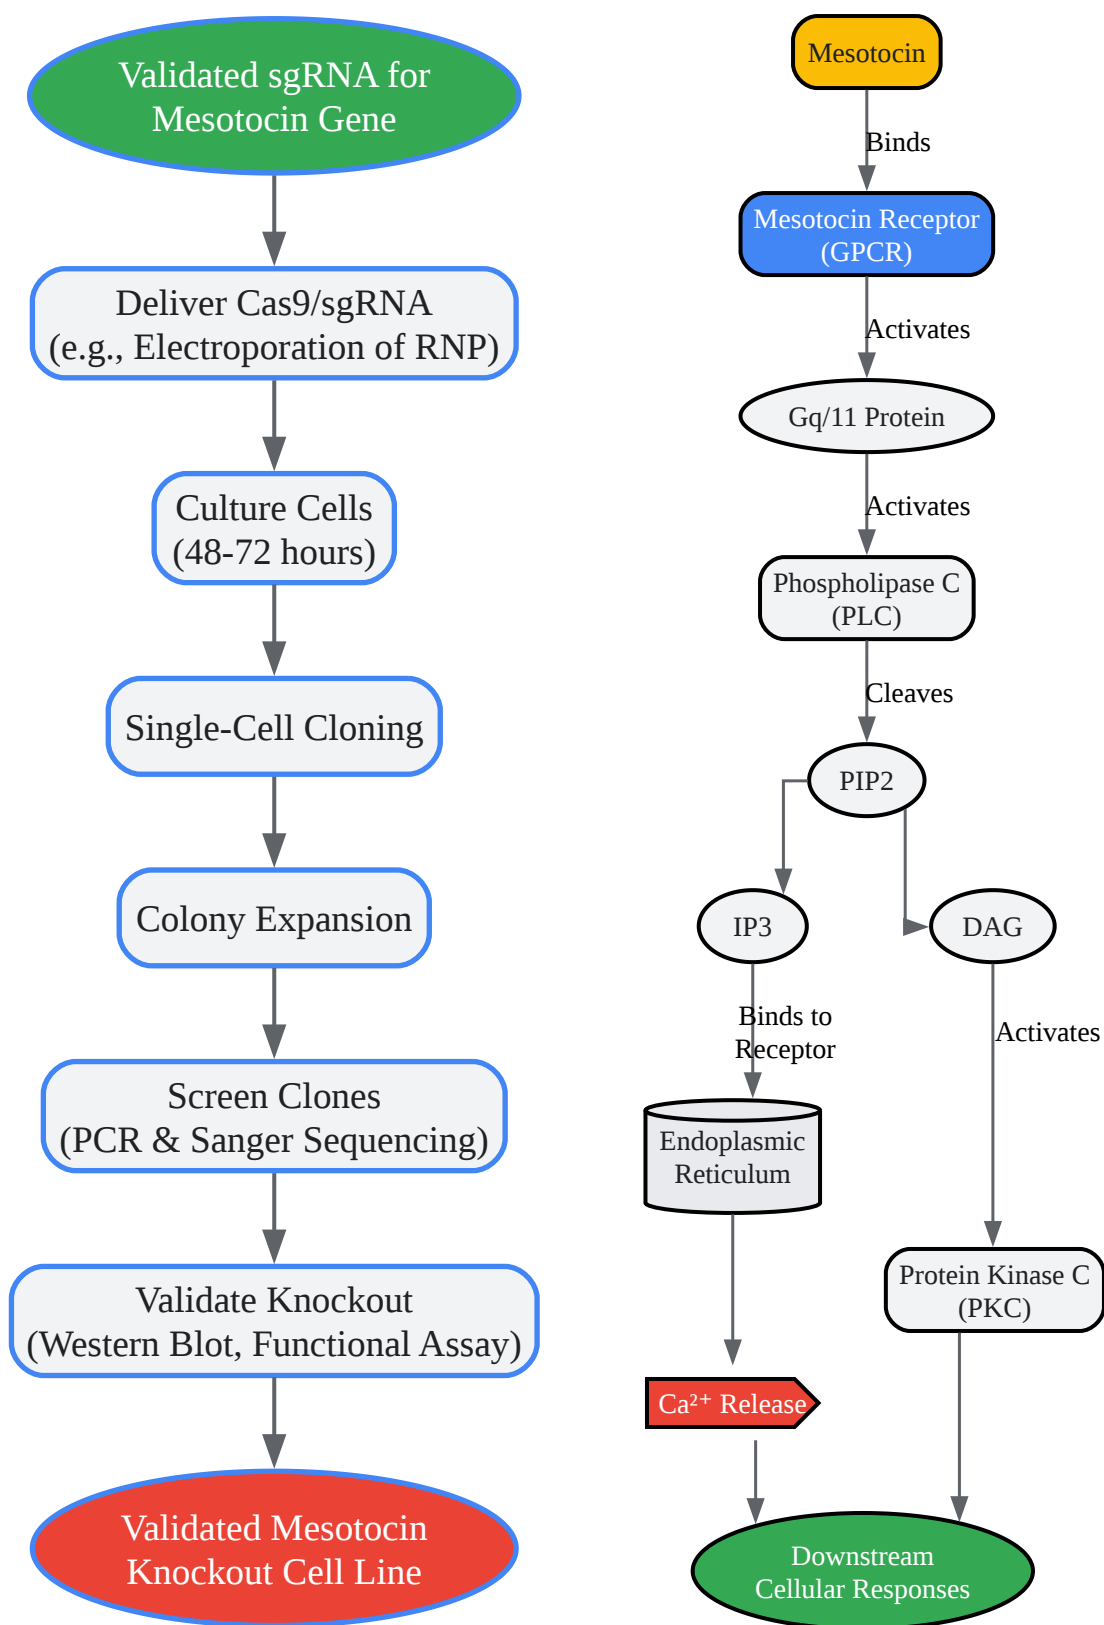 Validated sgRNA for
Mesotocin Gene
Deliver Cas9/sgRNA
(e.g., Electroporation of RNP)
Culture Cells
(48-72 hours)
Single-Cell Cloning
Colony Expansion
Screen Clones
(PCR & Sanger Sequencing)
Validate Knockout
(Western Blot, Functional Assay)
Validated Mesotocin
Knockout Cell Line
Mesotocin
Binds
Mesotocin Receptor
(GPCR)
Activates
Gq/11 Protein
Activates
Phospholipase C
(PLC)
Cleaves
PIP2
IP3
DAG
Binds to
Receptor
Activates
Endoplasmic
Reticulum
Protein Kinase C
(PKC)
Ca²⁺ Release
Downstream
Cellular Responses